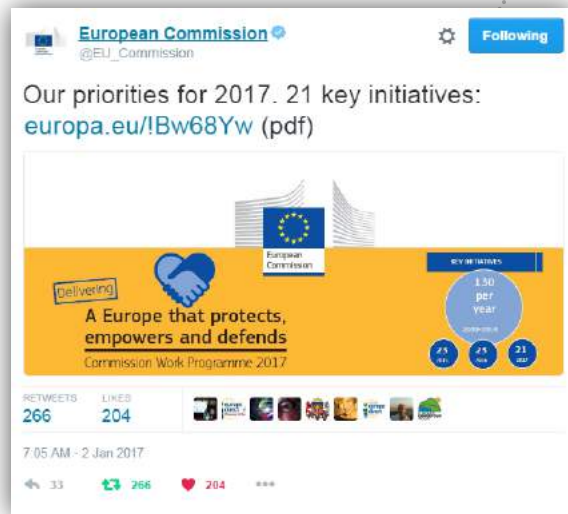 European Commission
@EU_Commission
Following
Our priorities for 2017. 21 key initiatives:
europa.eu/!Bw68Yw (pdf)
European
Commission
Delivering
A Europe that protects,
empowers and defends
Commission Work Programme 2017
KEY INITIATIVES
130
per
year
23
23
21
2017
RETWEETS LIKES
266 204
7:05 AM - 2 Jan 2017
33 266 204